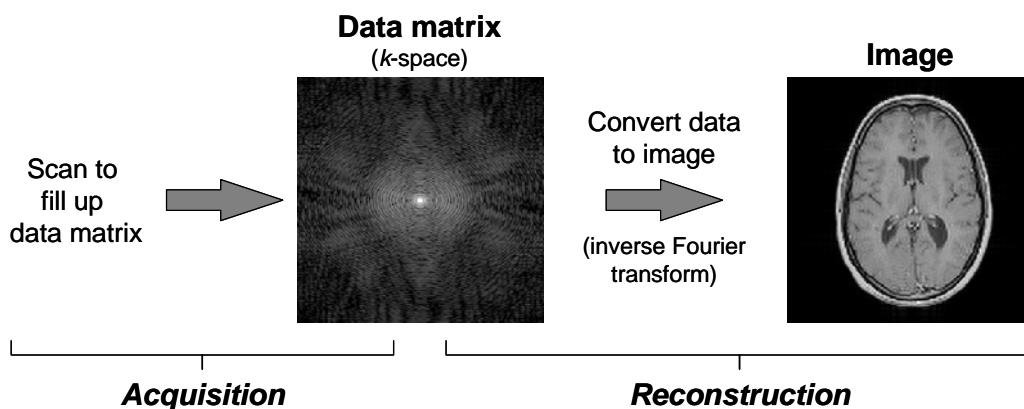 Data matrix
(k-space)
Image
Scan to
fill up
data matrix
Convert data
to image
(inverse Fourier
transform)
Acquisition
Reconstruction